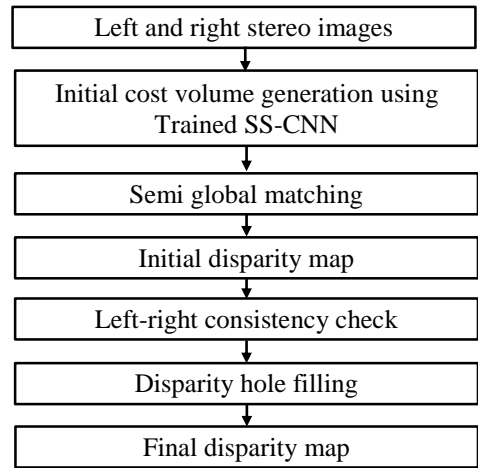 Left and right stereo images
Initial cost volume generation using
Trained SS-CNN
Semi global matching
Initial disparity map
Left-right consistency check
Disparity hole filling
Final disparity map